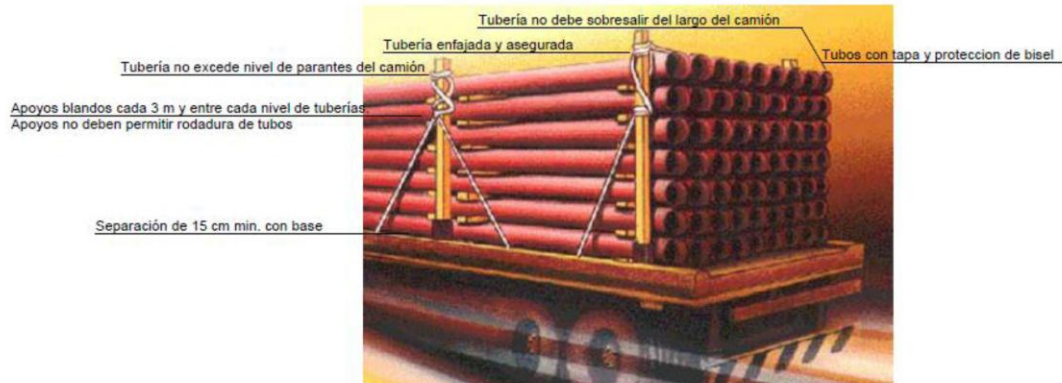 Tubería no debe sobresalir del largo del camión
Tubería enfajada y asegurada
Tubos con tapa y proteccion de bisel
Tubería no excede nivel de parantes del camión
Apoyos blandos cada 3 m y entre cada nivel de tuberías.
Apoyos no deben permitir rodadura de tubos
Separación de 15 cm min. con base